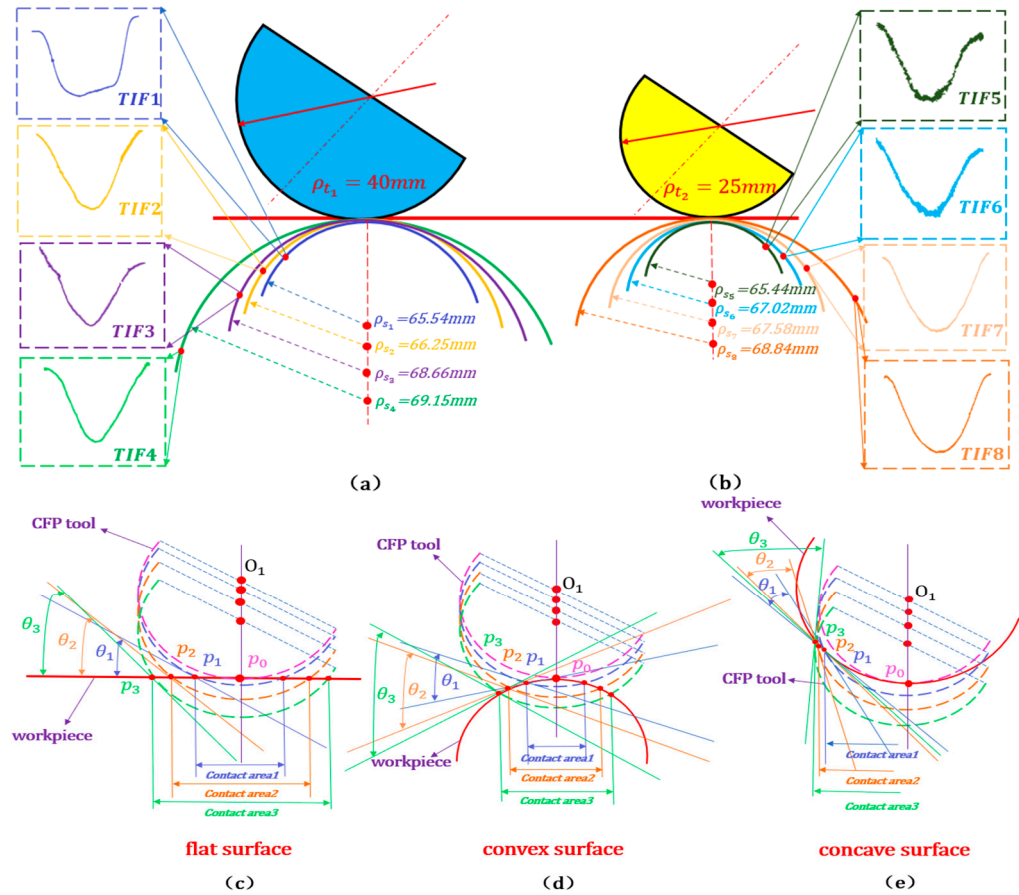 TIF1
TIF2
TIF3
TIF4
ρt₁ = 40mm
ρs₁=65.54mm
ρs₂=66.25mm
ρs₃=68.66mm
ρs₄=69.15mm
(a)
ρt₂ = 25mm
ρs₅=65.44mm
ρs₆=67.02mm
ρs₇=67.58mm
ρs₈=68.84mm
(b)
TIF5
TIF6
TIF7
TIF8
CFP tool
O₁
θ₃
θ₂
θ₁
p₃
p₂
p₁
p₀
workpiece
Contact area1
Contact area2
Contact area3
flat surface
(c)
CFP tool
O₁
θ₃
θ₂
θ₁
p₃
p₂
p₁
p₀
workpiece
Contact area1
Contact area2
Contact area3
convex surface
(d)
workpiece
θ₃
θ₂
θ₁
O₁
p₃
p₂
p₁
p₀
CFP tool
Contact area1
Contact area2
Contact area3
concave surface
(e)